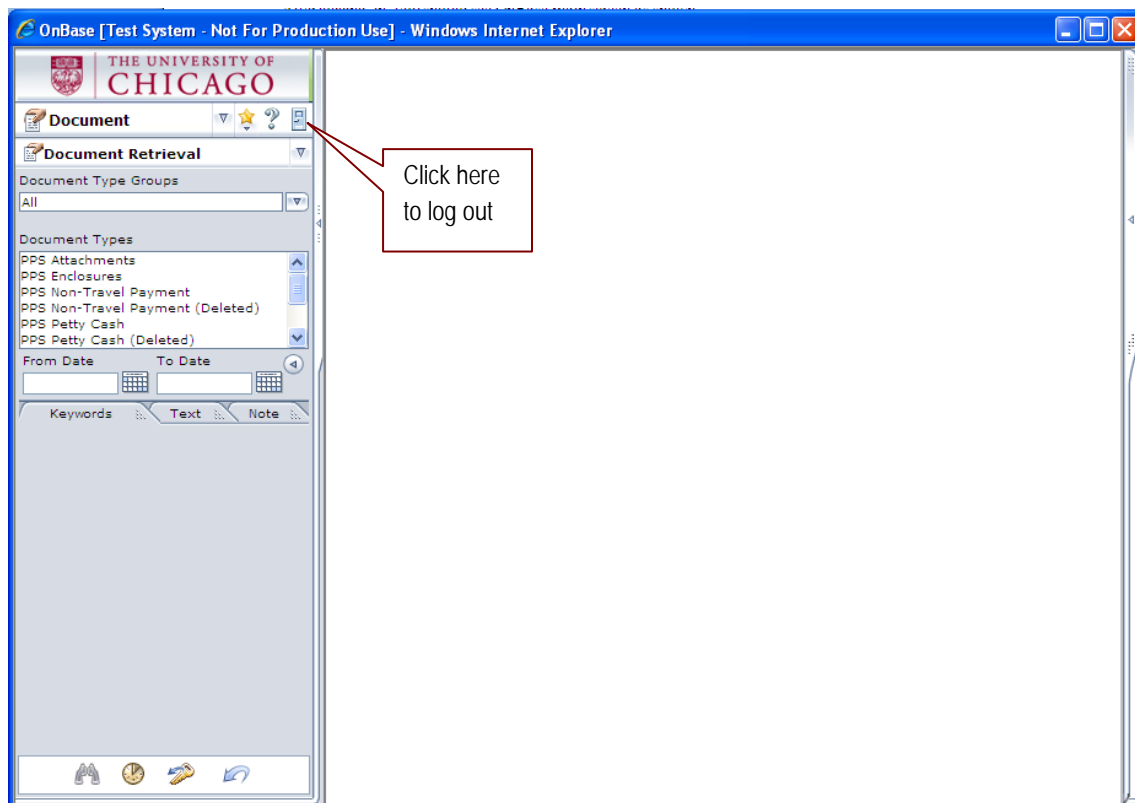 OnBase [Test System - Not For Production Use] - Windows Internet Explorer
THE UNIVERSITY OF
CHICAGO
Document
Document Retrieval
Click here
to log out
Document Type Groups
All
Document Types
PPS Attachments
PPS Enclosures
PPS Non-Travel Payment
PPS Non-Travel Payment (Deleted)
PPS Petty Cash
PPS Petty Cash (Deleted)
From Date To Date
Keywords Text Note